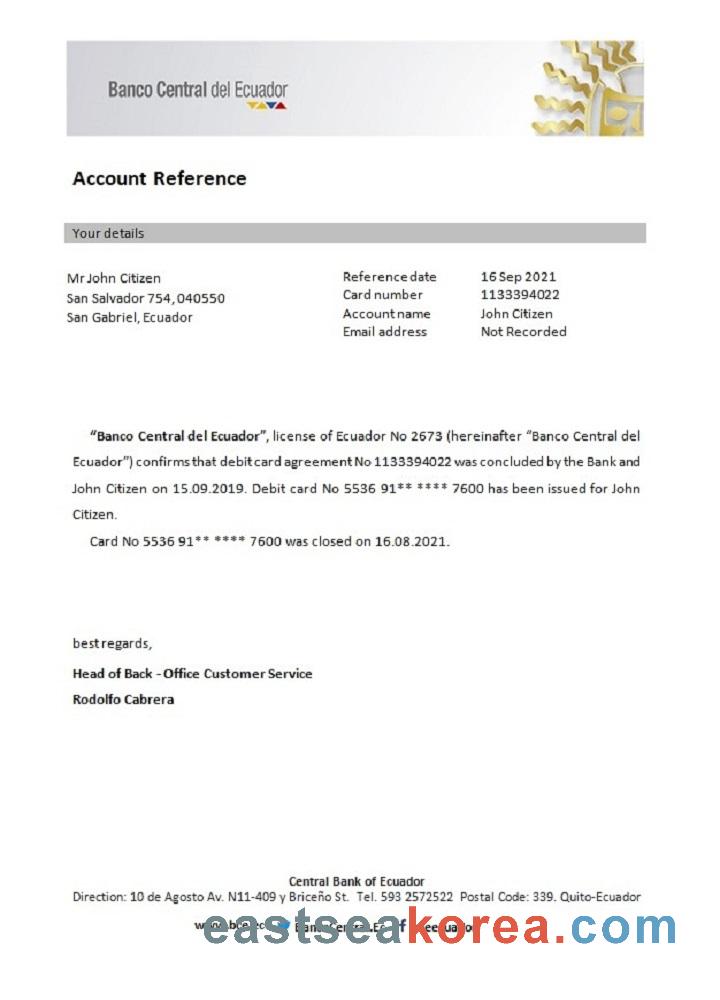 Banco Central del Ecuador
Account Reference
Your details
Mr John Citizen
San Salvador 754, 040550
San Gabriel, Ecuador
Reference date 16 Sep 2021
Card number 1133394022
Account name John Citizen
Email address Not Recorded
“Banco Central del Ecuador”, license of Ecuador No 2673 (hereinafter “Banco Central del
Ecuador”) confirms that debit card agreement No 1133394022 was concluded by the Bank and
John Citizen on 15.09.2019. Debit card No 5536 91** **** 7600 has been issued for John
Citizen.
Card No 5536 91** **** 7600 was closed on 16.08.2021.
best regards,
Head of Back - Office Customer Service
Rodolfo Cabrera
Central Bank of Ecuador
Direction: 10 de Agosto Av. N11-409 y Briceño St. Tel. 593 2572522 Postal Code: 339. Quito-Ecuador
eastseakorea.com